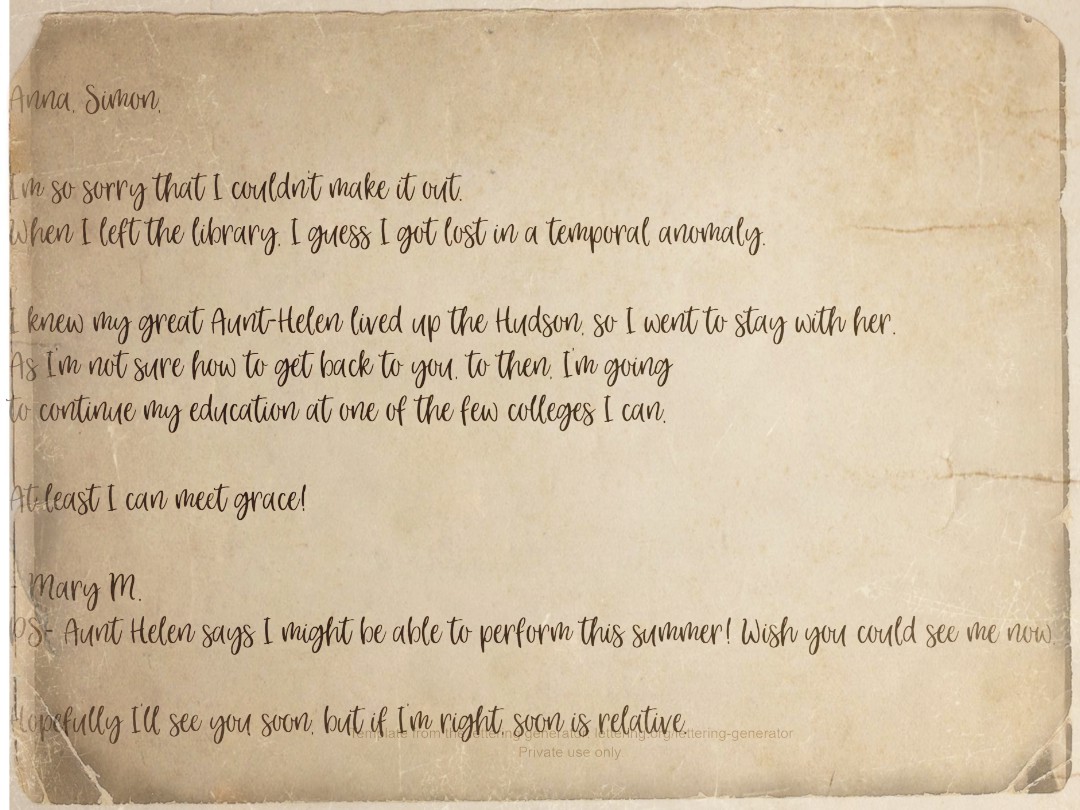 Anna, Simon,
I'm so sorry that I couldn't make it out.
When I left the library, I guess I got lost in a temporal anomaly.
I knew my great Aunt-Helen lived up the Hudson, so I went to stay with her.
As I'm not sure how to get back to you, to then, I'm going
to continue my education at one of the few colleges I can.
At least I can meet grace!
- Mary M.
PS- Aunt Helen says I might be able to perform this summer! Wish you could see me now.
Hopefully I'll see you soon, but if I'm right, soon is relative.
Template from the lettering generator, lettering.org/lettering-generator
Private use only